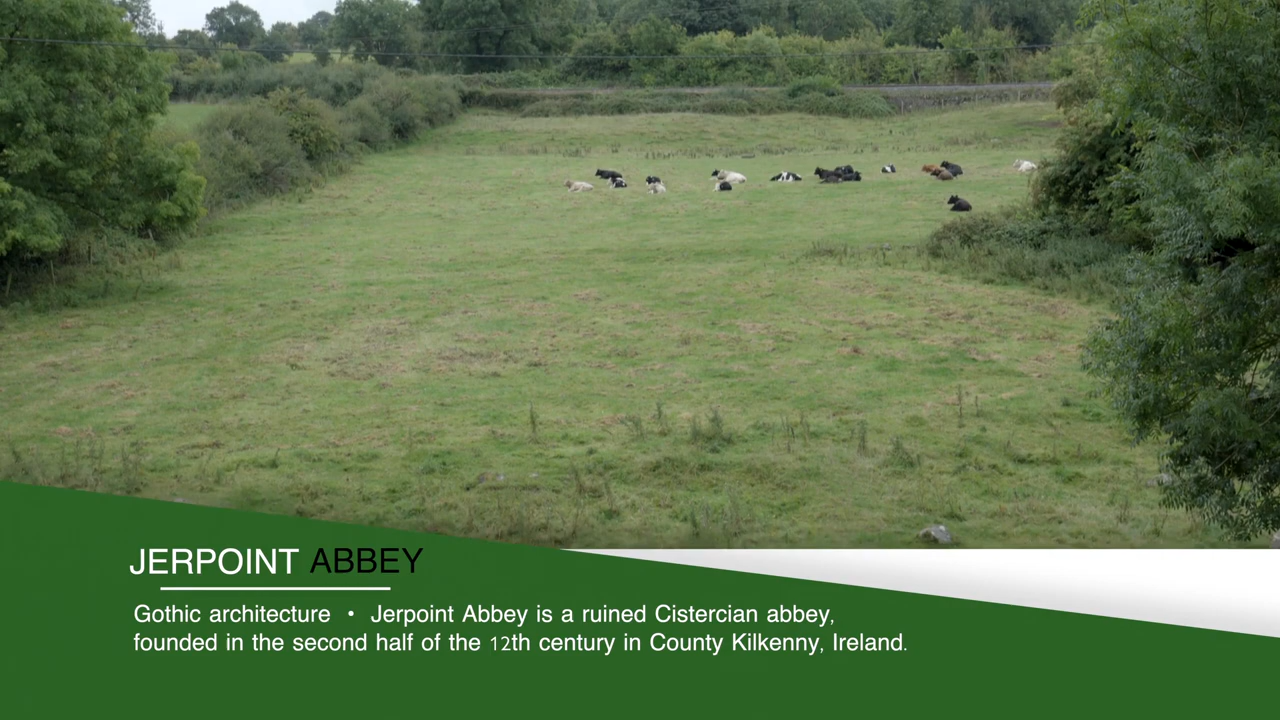 JERPOINT ABBEY
Gothic architecture • Jerpoint Abbey is a ruined Cistercian abbey,
founded in the second half of the 12th century in County Kilkenny, Ireland.